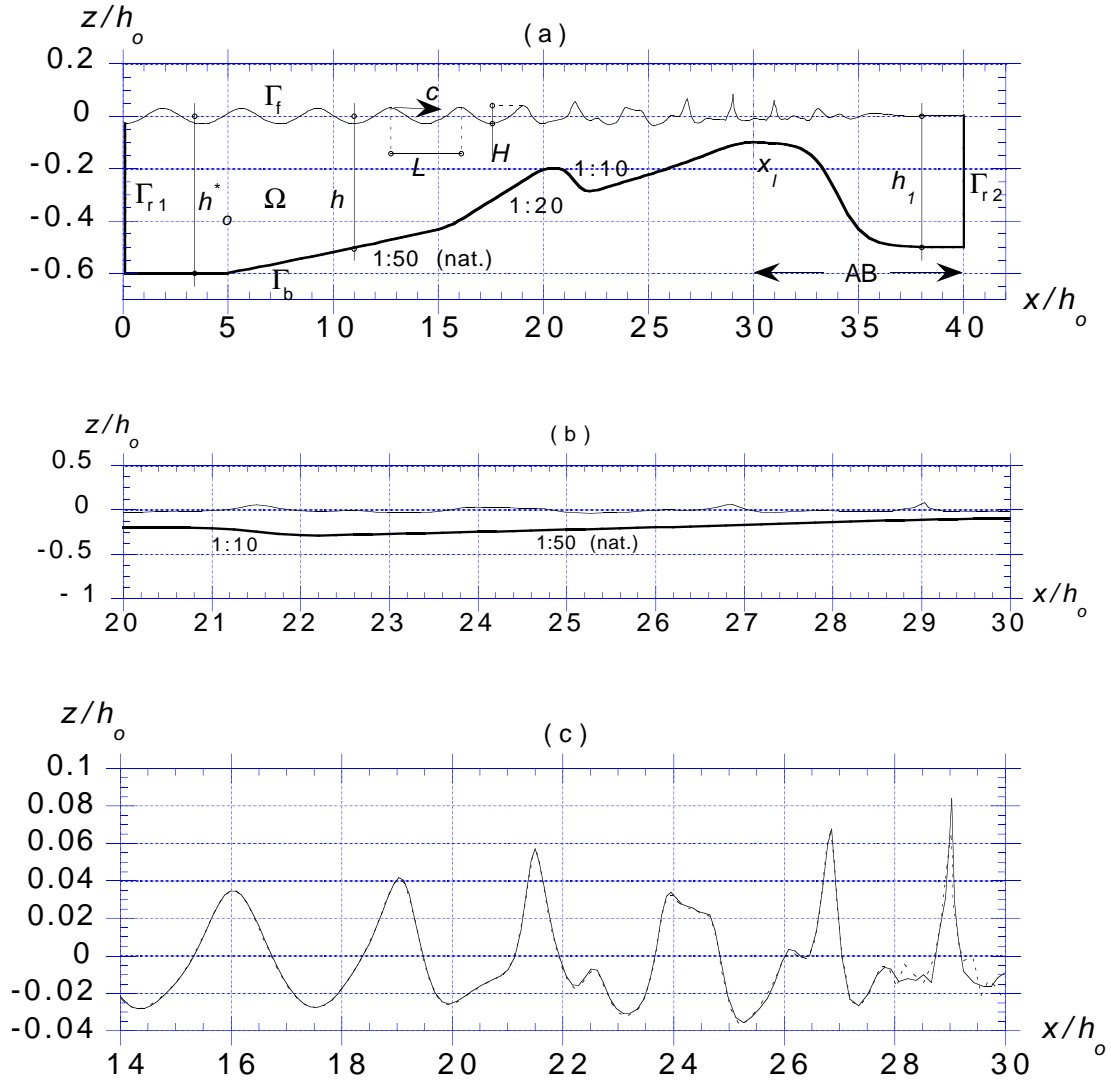 z/h_o
(a)
0.2
0
-0.2
-0.4
-0.6
Γ_f
c
L
H
1:10
x_l
Γ_r1
h*_o
Ω
h
1:20
h_1
Γ_r2
1:50 (nat.)
Γ_b
AB
0 5 10 15 20 25 30 35 40
x/h_o
z/h_o
(b)
0.5
0
-0.5
-1
1:10
1:50 (nat.)
20 21 22 23 24 25 26 27 28 29 30
x/h_o
z/h_o
(c)
0.1
0.08
0.06
0.04
0.02
0
-0.02
-0.04
14 16 18 20 22 24 26 28 30
x/h_o